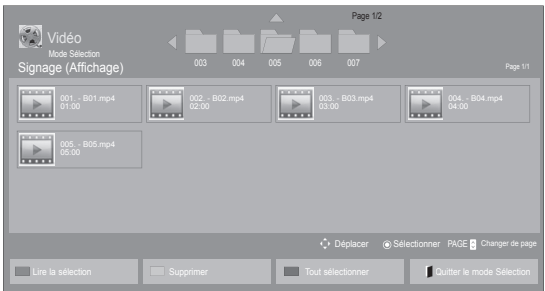 Page 1/2
Vidéo
Mode Sélection
Signage (Affichage)
003 004 005 006 007
Page 1/1
001. - B01.mp4
01:00
002. - B02.mp4
02:00
003. - B03.mp4
03:00
004. - B04.mp4
04:00
005. - B05.mp4
05:00
Déplacer Sélectionner PAGE Changer de page
Lire la sélection Supprimer Tout sélectionner Quitter le mode Sélection